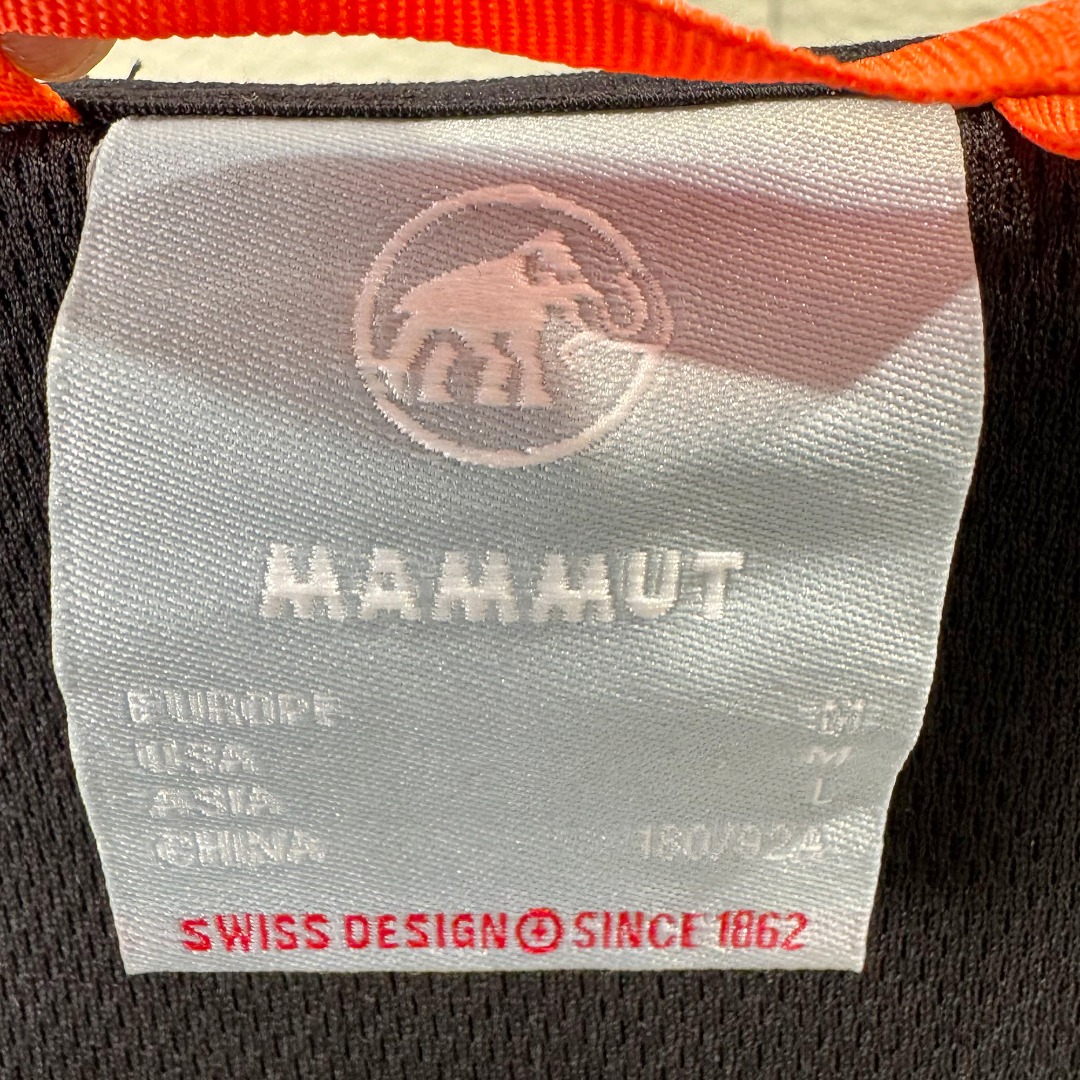 MAMMUT
EUROPE M
USA M
ASIA L
CHINA 180/92A
SWISS DESIGN SINCE 1862